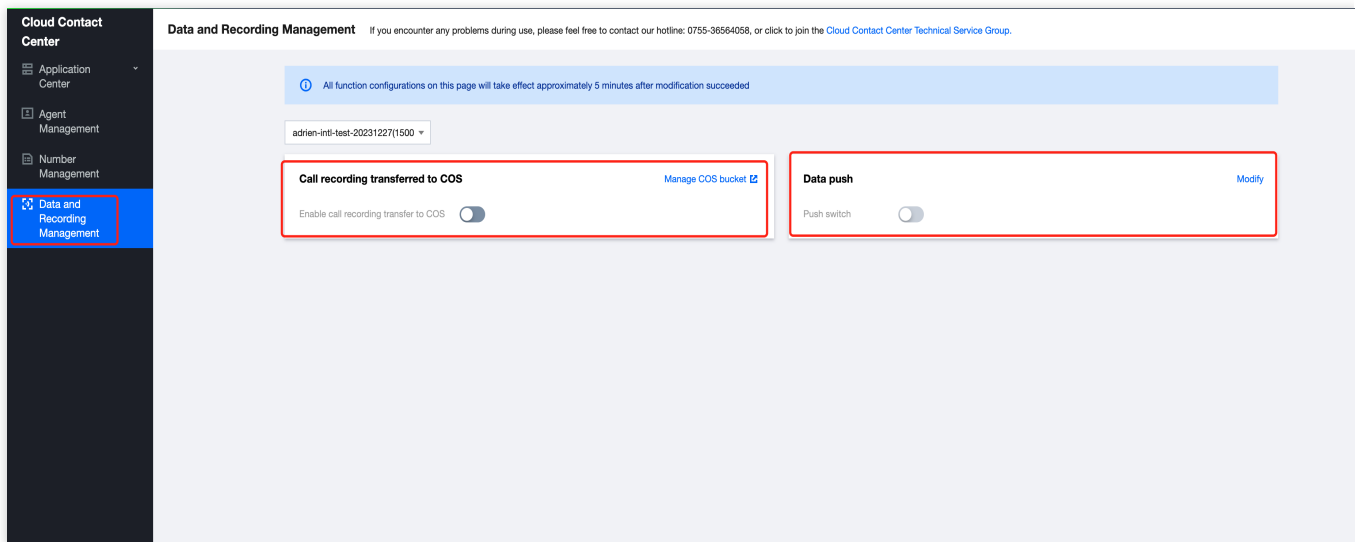 Cloud Contact
Center
Application
Center
Agent
Management
Number
Management
Data and
Recording
Management
Data and Recording Management If you encounter any problems during use, please feel free to contact our hotline: 0755-36564058, or click to join the Cloud Contact Center Technical Service Group.
All function configurations on this page will take effect approximately 5 minutes after modification succeeded
adrien-intl-test-20231227(1500
Call recording transferred to COS Manage COS bucket
Enable call recording transfer to COS
Data push Modify
Push switch